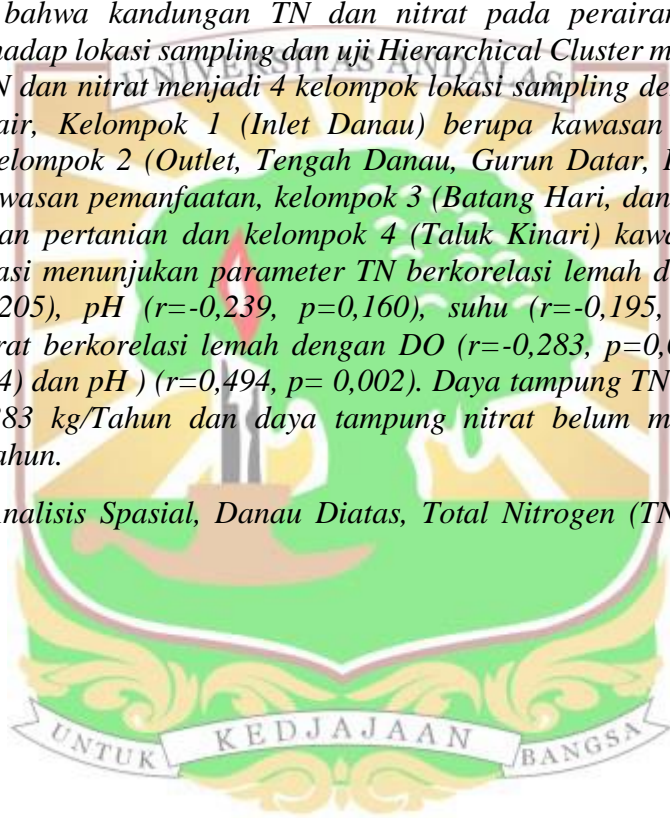 bahwa kandungan TN dan nitrat pada perairan
hadap lokasi sampling dan uji Hierarchical Cluster m
N dan nitrat menjadi 4 kelompok lokasi sampling de
air, Kelompok 1 (Inlet Danau) berupa kawasan
elompok 2 (Outlet, Tengah Danau, Gurun Datar,
wasan pemanfaatan, kelompok 3 (Batang Hari, dan
an pertanian dan kelompok 4 (Taluk Kinari) kawa
asi menunjukan parameter TN berkorelasi lemah d
205), pH (r=-0,239, p=0,160), suhu (r=-0,195,
rat berkorelasi lemah dengan DO (r=-0,283, p=0,
4) dan pH ) (r=0,494, p= 0,002). Daya tampung TN
383 kg/Tahun dan daya tampung nitrat belum m
ahun.
nalisis Spasial, Danau Diatas, Total Nitrogen (TN
UNIVERSITAS ANDALAS
UNTUK KEDJAJAAN BANGSA